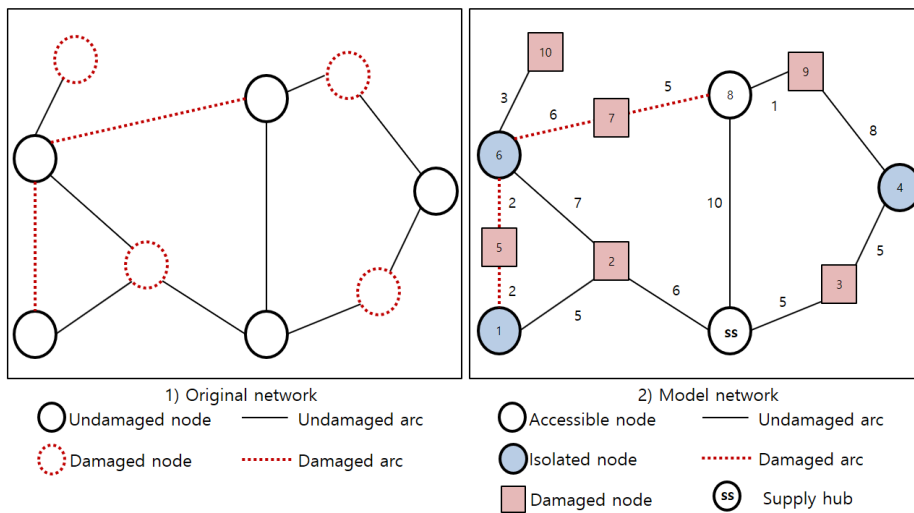 10
9
5
3
8
1
6
7
8
6
4
2
7
10
5
2
5
3
2
6
5
5
1
ss
1) Original network
2) Model network
Undamaged node
Undamaged arc
Accessible node
Undamaged arc
Damaged node
Damaged arc
Isolated node
Damaged arc
Damaged node
ss
Supply hub